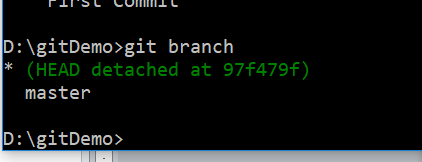 First Commit
D:\gitDemo>git branch
* (HEAD detached at 97f479f)
master
D:\gitDemo>